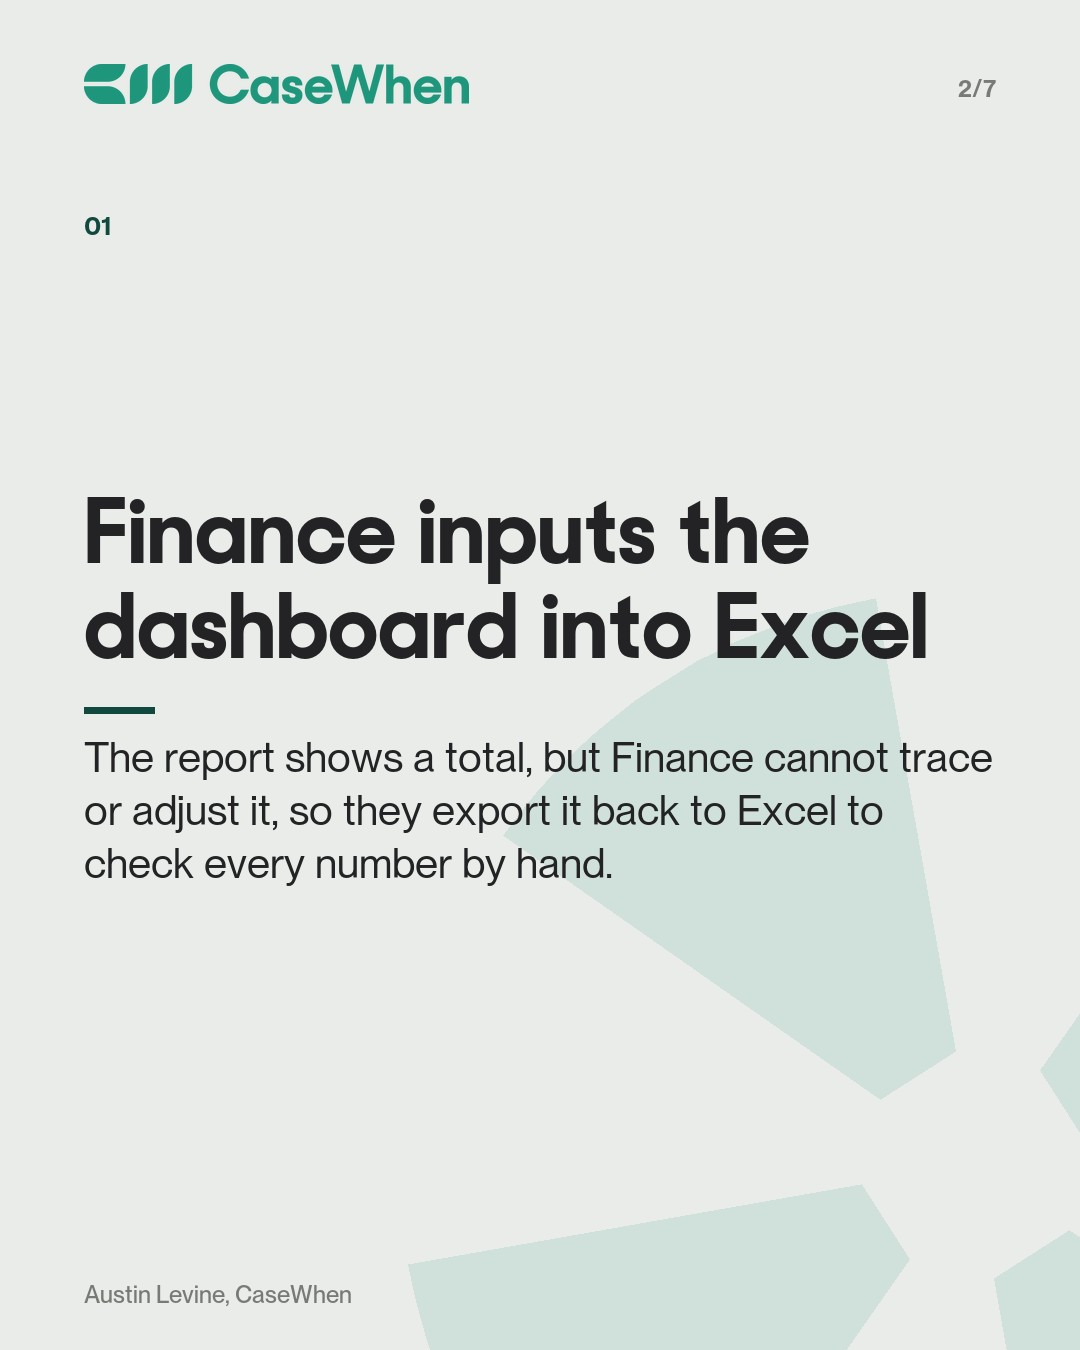 CaseWhen
2/7
01
Finance inputs the
dashboard into Excel
The report shows a total, but Finance cannot trace
or adjust it, so they export it back to Excel to
check every number by hand.
Austin Levine, CaseWhen